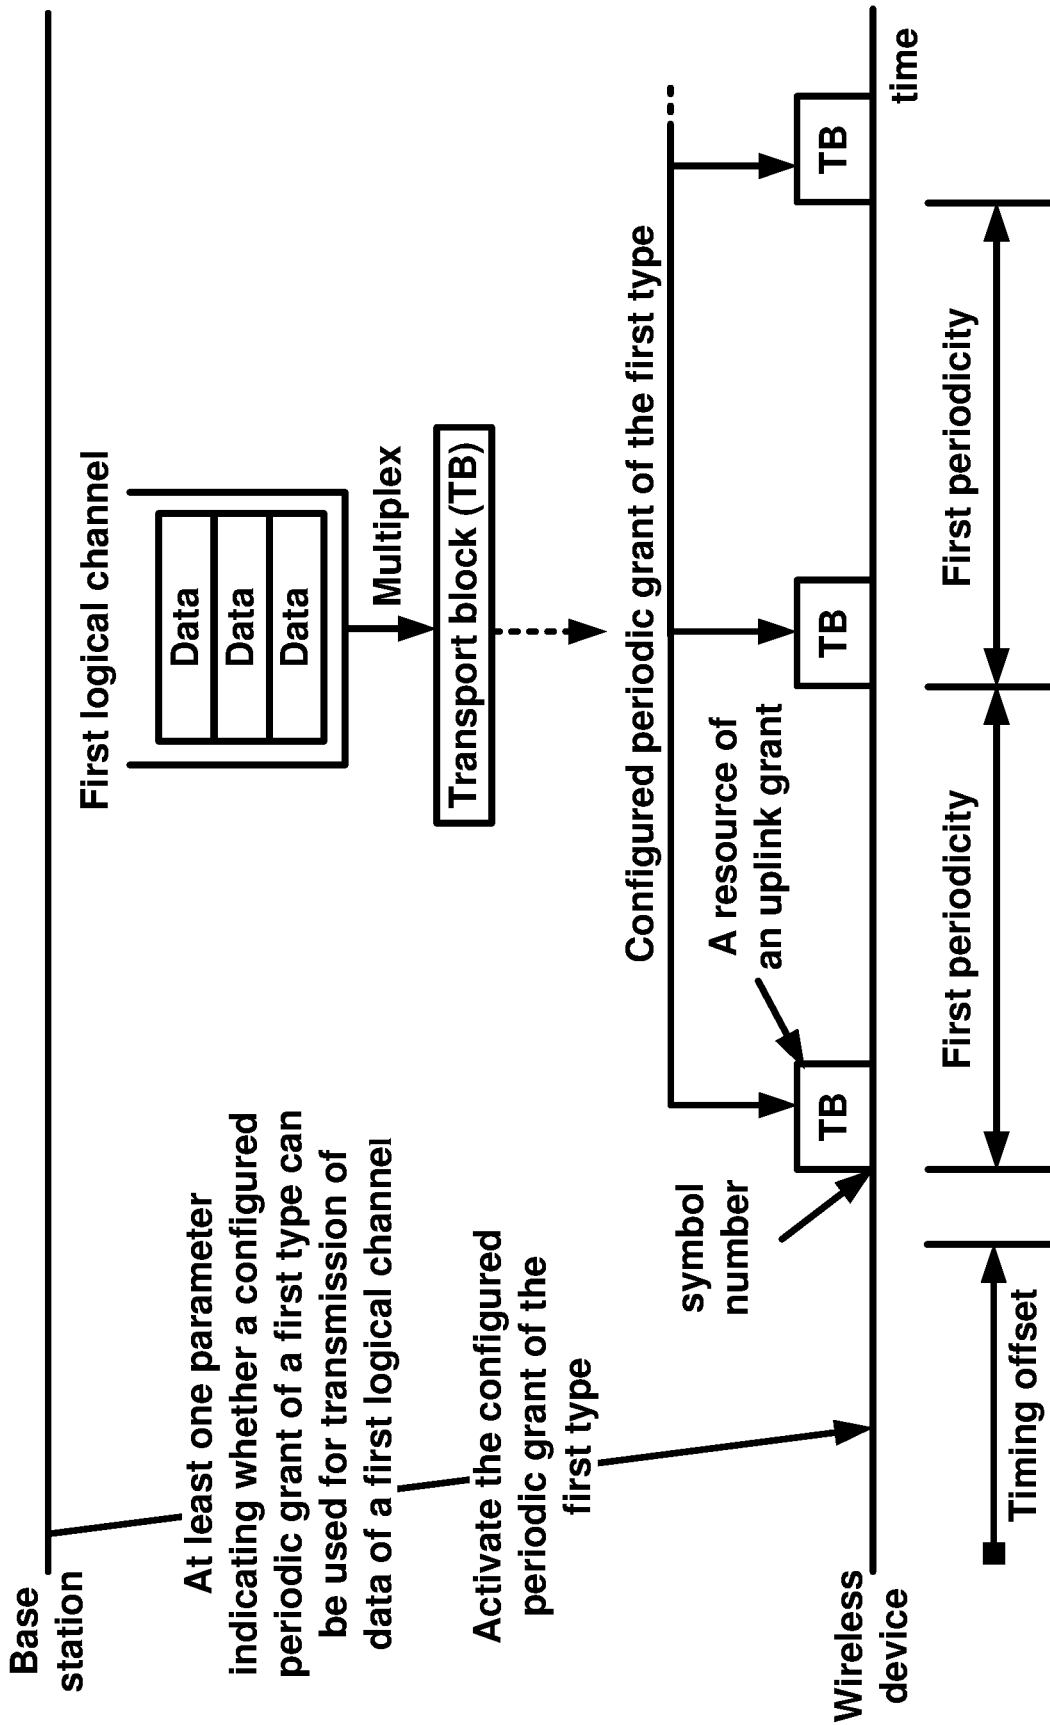 Base
station
At least one parameter
indicating whether a configured
periodic grant of a first type can
be used for transmission of
data of a first logical channel
Activate the configured
periodic grant of the
first type
First logical channel
Data
Data
Data
Multiplex
Transport block (TB)
Configured periodic grant of the first type
A resource of
an uplink grant
symbol
number
TB
TB
TB
Wireless
device
time
Timing offset
First periodicity
First periodicity